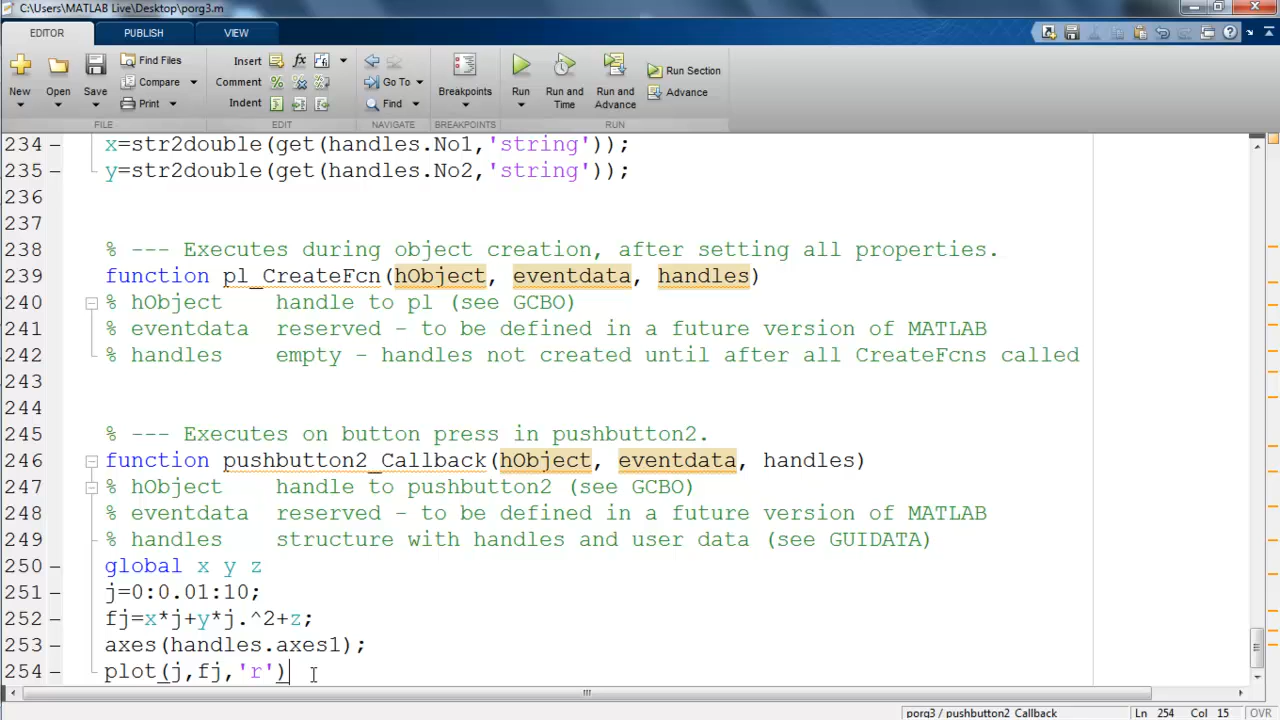 C:\Users\MATLAB Live\Desktop\porg3.m
EDITOR PUBLISH VIEW
New Open Save Find Files Compare Print
Insert Comment Indent
Go To Find
Breakpoints
Run Run and Time Run and Advance Run Section Advance
FILE EDIT NAVIGATE BREAKPOINTS RUN
234 x=str2double(get(handles.No1,'string'));
235 y=str2double(get(handles.No2,'string'));
236
237
238 % --- Executes during object creation, after setting all properties.
239 function pl_CreateFcn(hObject, eventdata, handles)
240 % hObject    handle to pl (see GCBO)
241 % eventdata  reserved - to be defined in a future version of MATLAB
242 % handles    empty - handles not created until after all CreateFcns called
243
244
245 % --- Executes on button press in pushbutton2.
246 function pushbutton2_Callback(hObject, eventdata, handles)
247 % hObject    handle to pushbutton2 (see GCBO)
248 % eventdata  reserved - to be defined in a future version of MATLAB
249 % handles    structure with handles and user data (see GUIDATA)
250 global x y z
251 j=0:0.01:10;
252 fj=x*j+y*j.^2+z;
253 axes(handles.axes1);
254 plot(j,fj,'r')
porg3 / pushbutton2_Callback Ln 254 Col 15 OVR